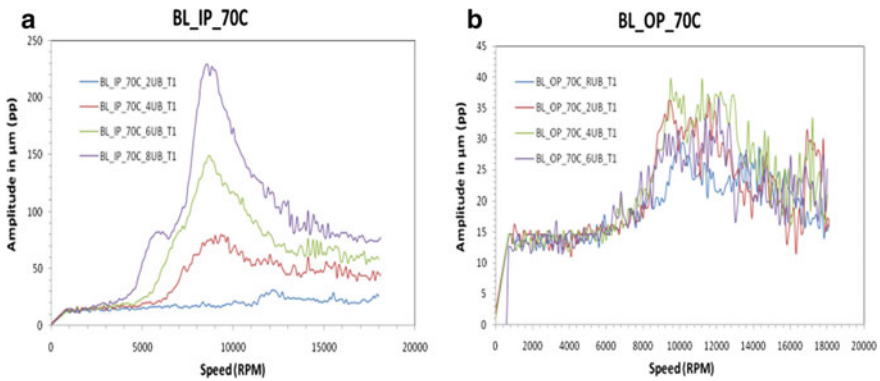 a
BL_IP_70C
250
200
150
100
50
0
Amplitude in µm (pp)
BL_IP_70C_2UB_T1
BL_IP_70C_4UB_T1
BL_IP_70C_6UB_T1
BL_IP_70C_8UB_T1
0 5000 10000 15000 20000
Speed (RPM)
b
BL_OP_70C
45
40
35
30
25
20
15
10
5
0
Amplitude in µm (pp)
BL_OP_70C_RUB_T1
BL_OP_70C_2UB_T1
BL_OP_70C_4UB_T1
BL_OP_70C_6UB_T1
0 2000 4000 6000 8000 10000 12000 14000 16000 18000 20000
Speed (RPM)